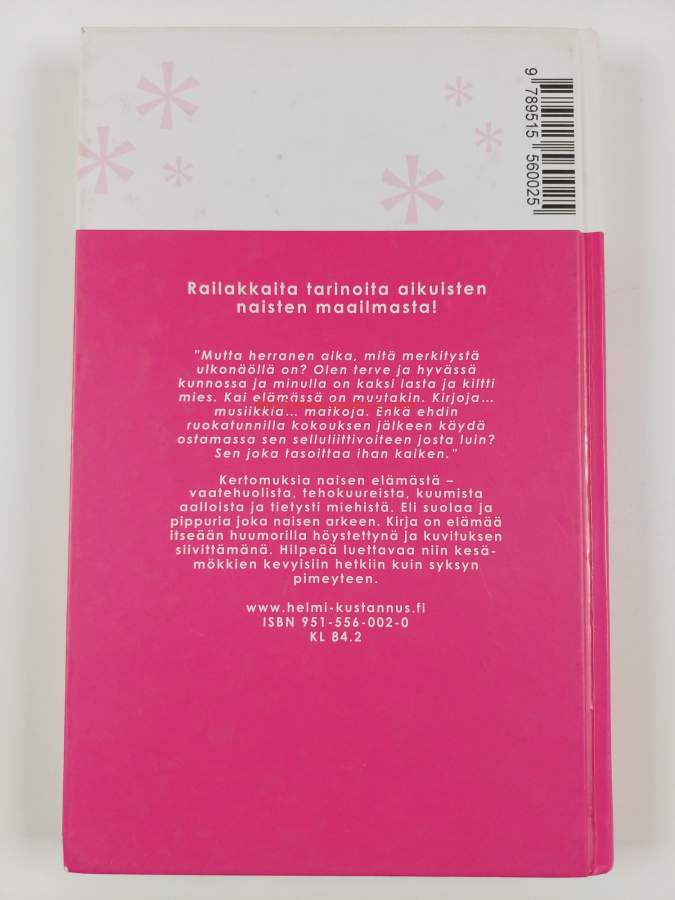 9 789515 560025
Railakkaita tarinoita aikuisten
naisten maailmasta!
"Mutta herranen aika, mitä merkitystä
ulkonäöllä on? Olen terve ja hyvässä
kunnossa ja minulla on kaksi lasta ja kiltti
mies. Kai elämässä on muutakin. Kirjoja...
musiikkia... matkoja. Enkä ehdin
ruokatunnilla kokouksen jälkeen käydä
ostamassa sen selluliittivoiteen josta luin?
Sen joka tasoittaa ihan kaiken."
Kertomuksia naisen elämästä –
vaatehuolista, tehokuureista, kuumista
aalloista ja tietysti miehistä. Eli suolaa ja
pippuria joka naisen arkeen. Kirja on elämää
itseään huumorilla höystettynä ja kuvituksen
siivittämänä. Hilpeää luettavaa niin kesä-
mökkien kevyisiin hetkiin kuin syksyn
pimeyteen.
www.helmi-kustannus.fi
ISBN 951-556-002-0
KL 84.2